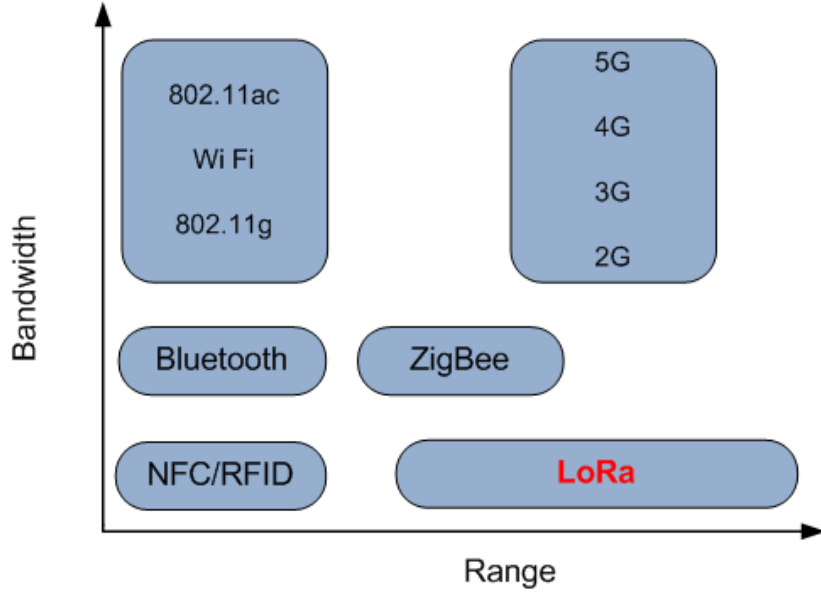 Bandwidth
802.11ac
Wi Fi
802.11g
5G
4G
3G
2G
Bluetooth
ZigBee
NFC/RFID
LoRa
Range